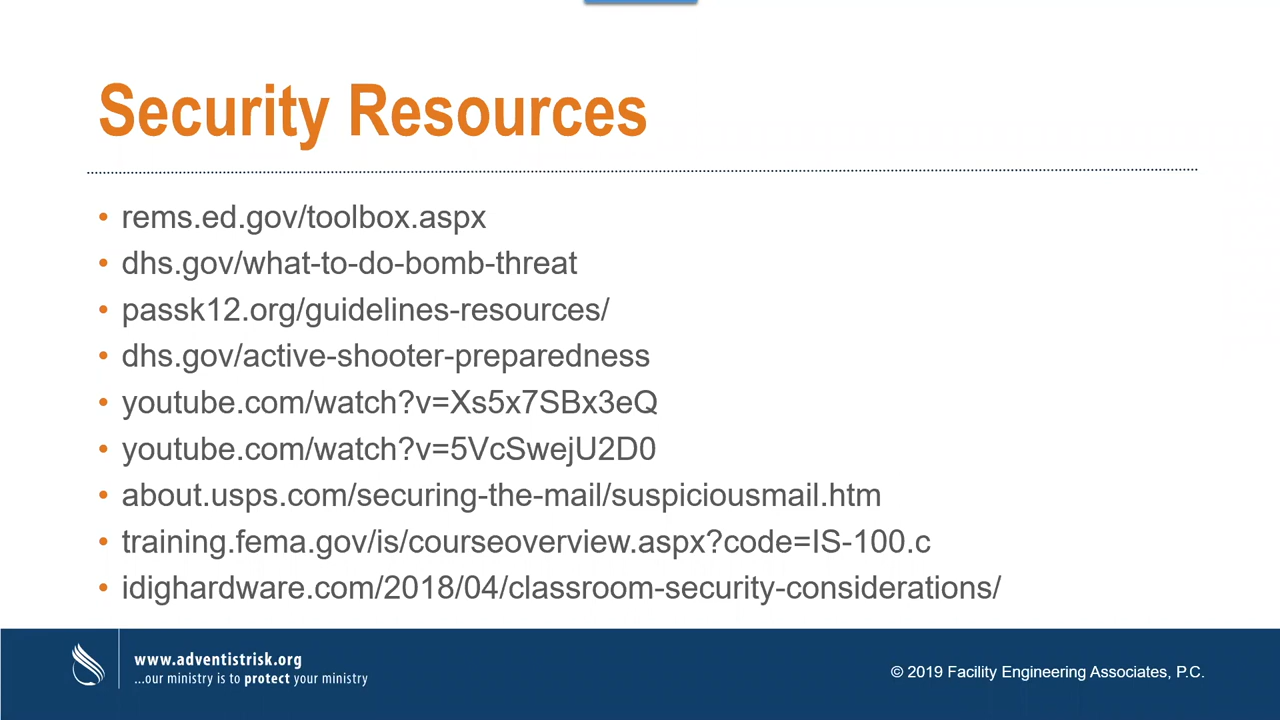 Security Resources
• rems.ed.gov/toolbox.aspx
• dhs.gov/what-to-do-bomb-threat
• passk12.org/guidelines-resources/
• dhs.gov/active-shooter-preparedness
• youtube.com/watch?v=Xs5x7SBx3eQ
• youtube.com/watch?v=5VcSwejU2D0
• about.usps.com/securing-the-mail/suspiciousmail.htm
• training.fema.gov/is/courseoverview.aspx?code=IS-100.c
• idighardware.com/2018/04/classroom-security-considerations/
www.adventistrisk.org
...our ministry is to protect your ministry
© 2019 Facility Engineering Associates, P.C.